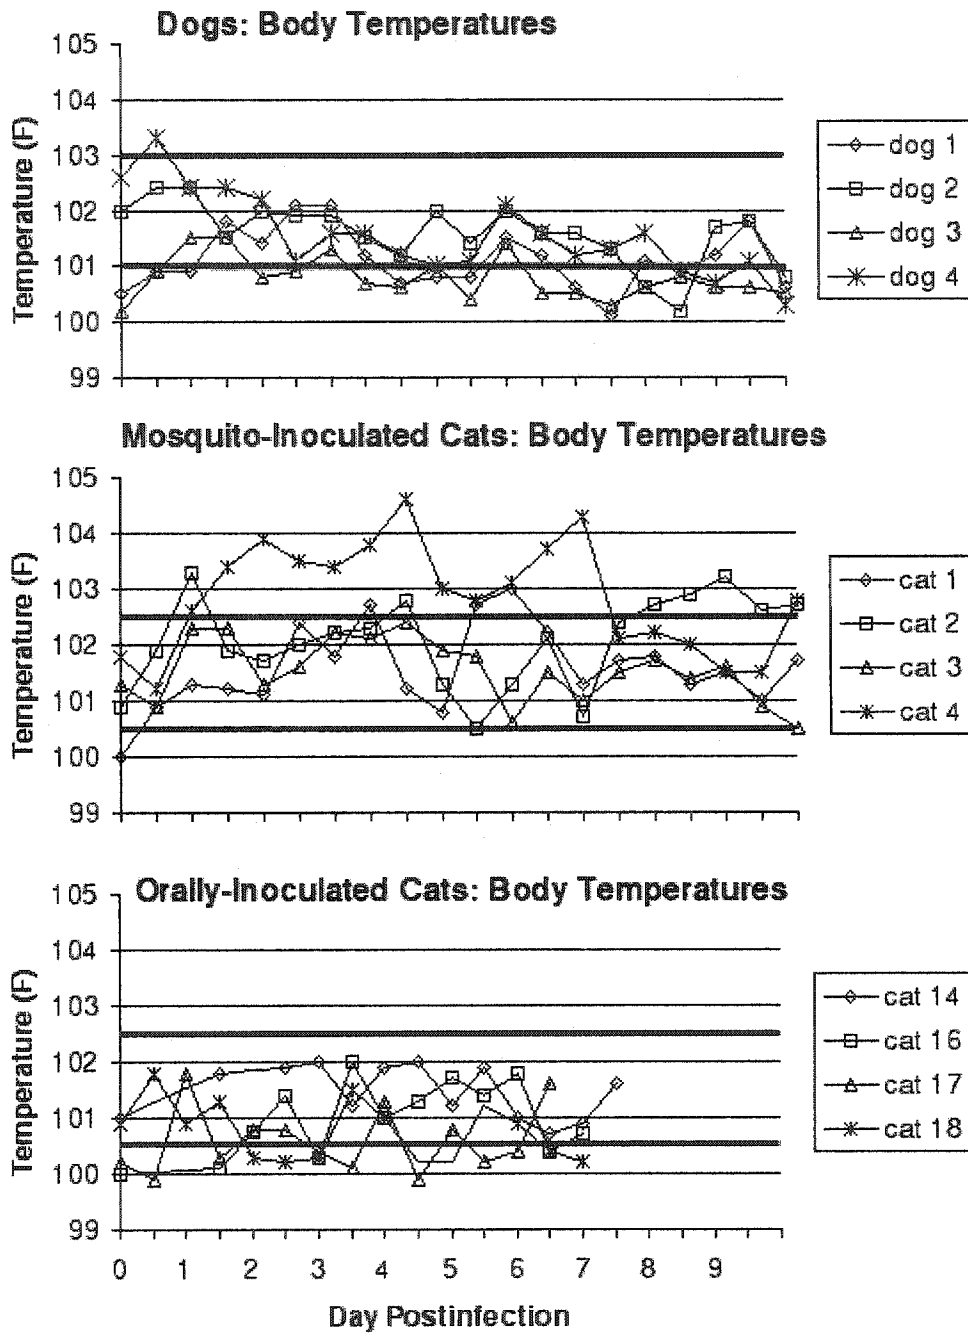 Dogs: Body Temperatures
105
104
103
102
101
100
99
Temperature (F)
dog 1
dog 2
dog 3
dog 4
Mosquito-Inoculated Cats: Body Temperatures
105
104
103
102
101
100
99
Temperature (F)
cat 1
cat 2
cat 3
cat 4
Orally-Inoculated Cats: Body Temperatures
105
104
103
102
101
100
99
Temperature (F)
cat 14
cat 16
cat 17
cat 18
0 1 2 3 4 5 6 7 8 9
Day Postinfection